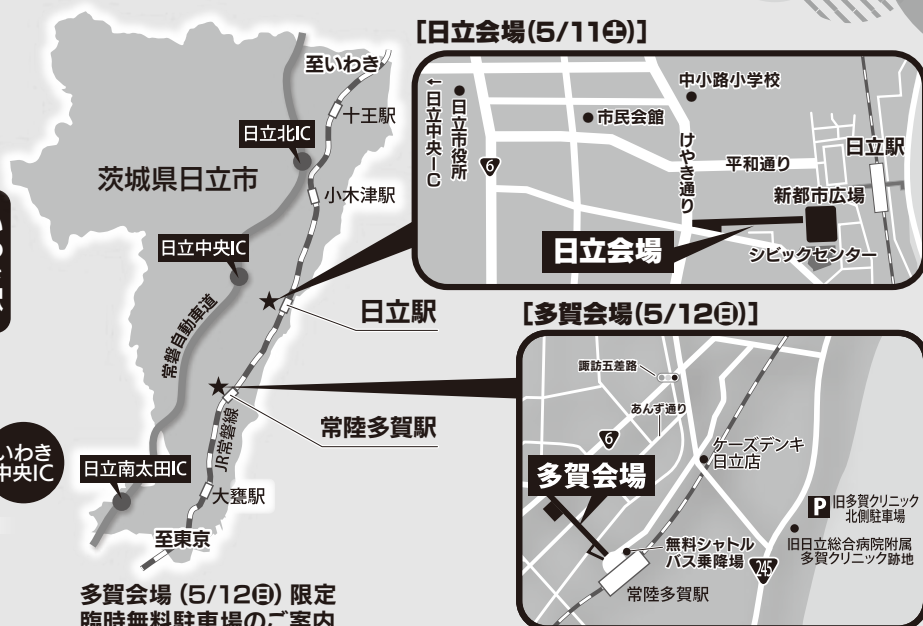 [日立会場(5/11㊏)]
至いわき
十王駅
日立北IC
茨城県日立市
小木津駅
日立中央IC
常磐自動車道
日立駅
常陸多賀駅
JR常磐線
日立南太田IC
大甕駅
至東京
いわき
中央IC
←日立中央IC
日立市役所
6
市民会館
中小路小学校
けやき通り
平和通り
日立駅
新都市広場
日立会場
シビックセンター
[多賀会場(5/12㊐)]
諏訪五差路
あんず通り
6
ケーズデンキ
日立店
多賀会場
P
旧多賀クリニック
北側駐車場
旧日立総合病院附属
多賀クリニック跡地
無料シャトル
バス乗降場
245
常陸多賀駅
多賀会場 (5/12㊐) 限定
臨時無料駐車場のご案内